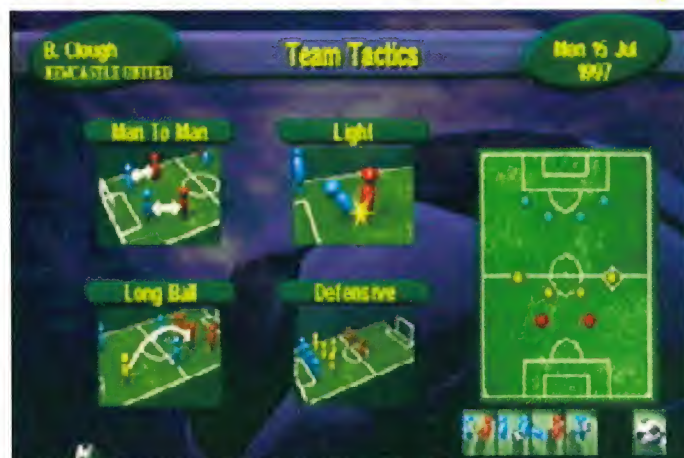 B. Clough
NEWCASTLE UNITED
Team Tactics
Mon 15 Jul
1997
Man To Man
Light
Long Ball
Defensive